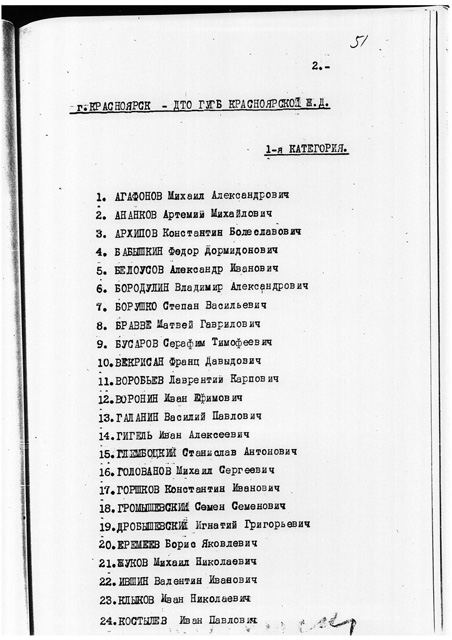 51
2.-
г.КРАСНОЯРСК - ДТО ГУГБ КРАСНОЯРСКОЙ Ж.Д.
1-я КАТЕГОРИЯ.
1. АГАФОНОВ Михаил Александрович
2. АНАНКОВ Артемий Михайлович
3. АРХИПОВ Константин Болеславович
4. БАБЫШКИН Федор Дормидонович
5. БЕЛОУСОВ Александр Иванович
6. БОРОДУЛИН Владимир Александрович
7. БОРУШКО Степан Васильевич
8. БРАВВЕ Матвей Гаврилович
9. БУСАРОВ Серафим Тимофеевич
10. ВЕКРИСАН Франц Давыдович
11. ВОРОБЬЕВ Лаврентий Карпович
12. ВОРОНИН Иван Ефимович
13. ГАЛАНИН Василий Павлович
14. ГИГЕЛЬ Иван Алексеевич
15. ГЛЕМБОЦКИЙ Станислав Антонович
16. ГОЛОВАНОВ Михаил Сергеевич
17. ГОРШКОВ Константин Иванович
18. ГРОМЫШЕВСКИЙ Семен Семенович
19. ДРОБЫШЕВСКИЙ Игнатий Григорьевич
20. ЕРЕМЕЕВ Борис Яковлевич
21. ЖУКОВ Михаил Николаевич
22. ИВШИН Валентин Иванович
23. КЛЫКОВ Иван Николаевич
24. КОСТЫЛЕВ Иван Павлович